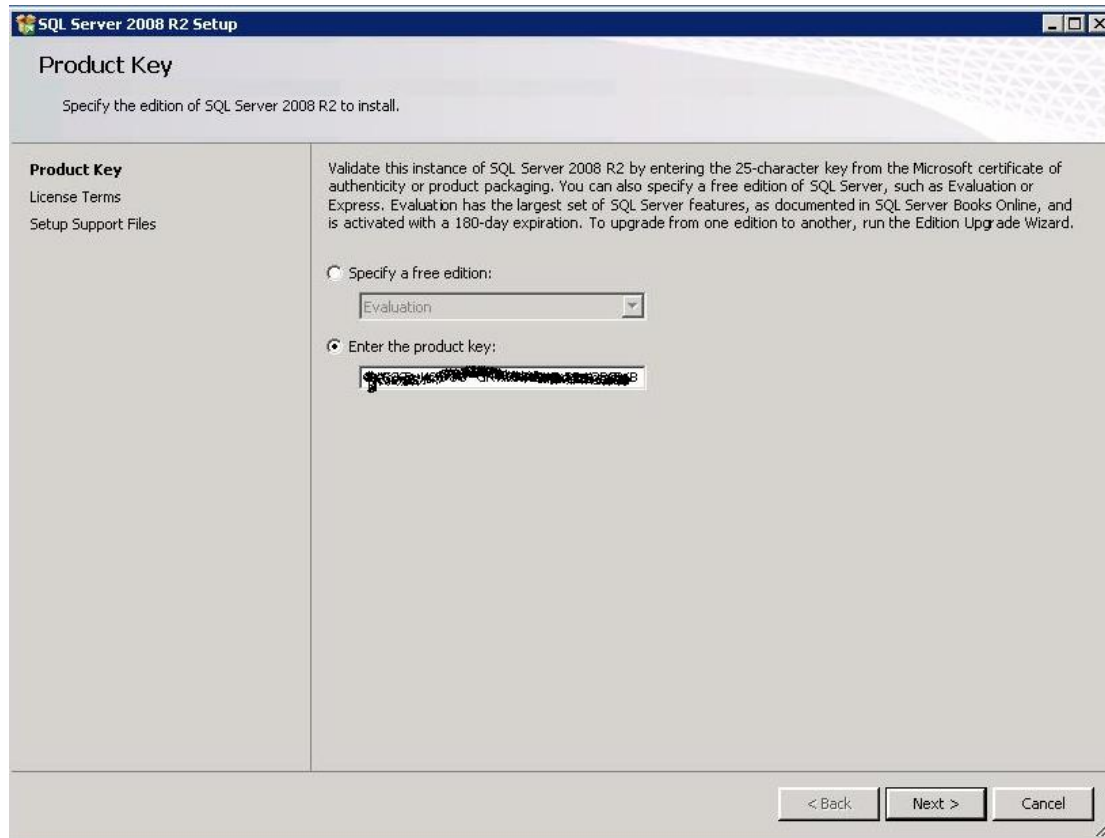 SQL Server 2008 R2 Setup
Product Key
Specify the edition of SQL Server 2008 R2 to install.
Product Key
License Terms
Setup Support Files
Validate this instance of SQL Server 2008 R2 by entering the 25-character key from the Microsoft certificate of
authenticity or product packaging. You can also specify a free edition of SQL Server, such as Evaluation or
Express. Evaluation has the largest set of SQL Server features, as documented in SQL Server Books Online, and
is activated with a 180-day expiration. To upgrade from one edition to another, run the Edition Upgrade Wizard.
Specify a free edition:
Evaluation
Enter the product key:
< Back
Next >
Cancel